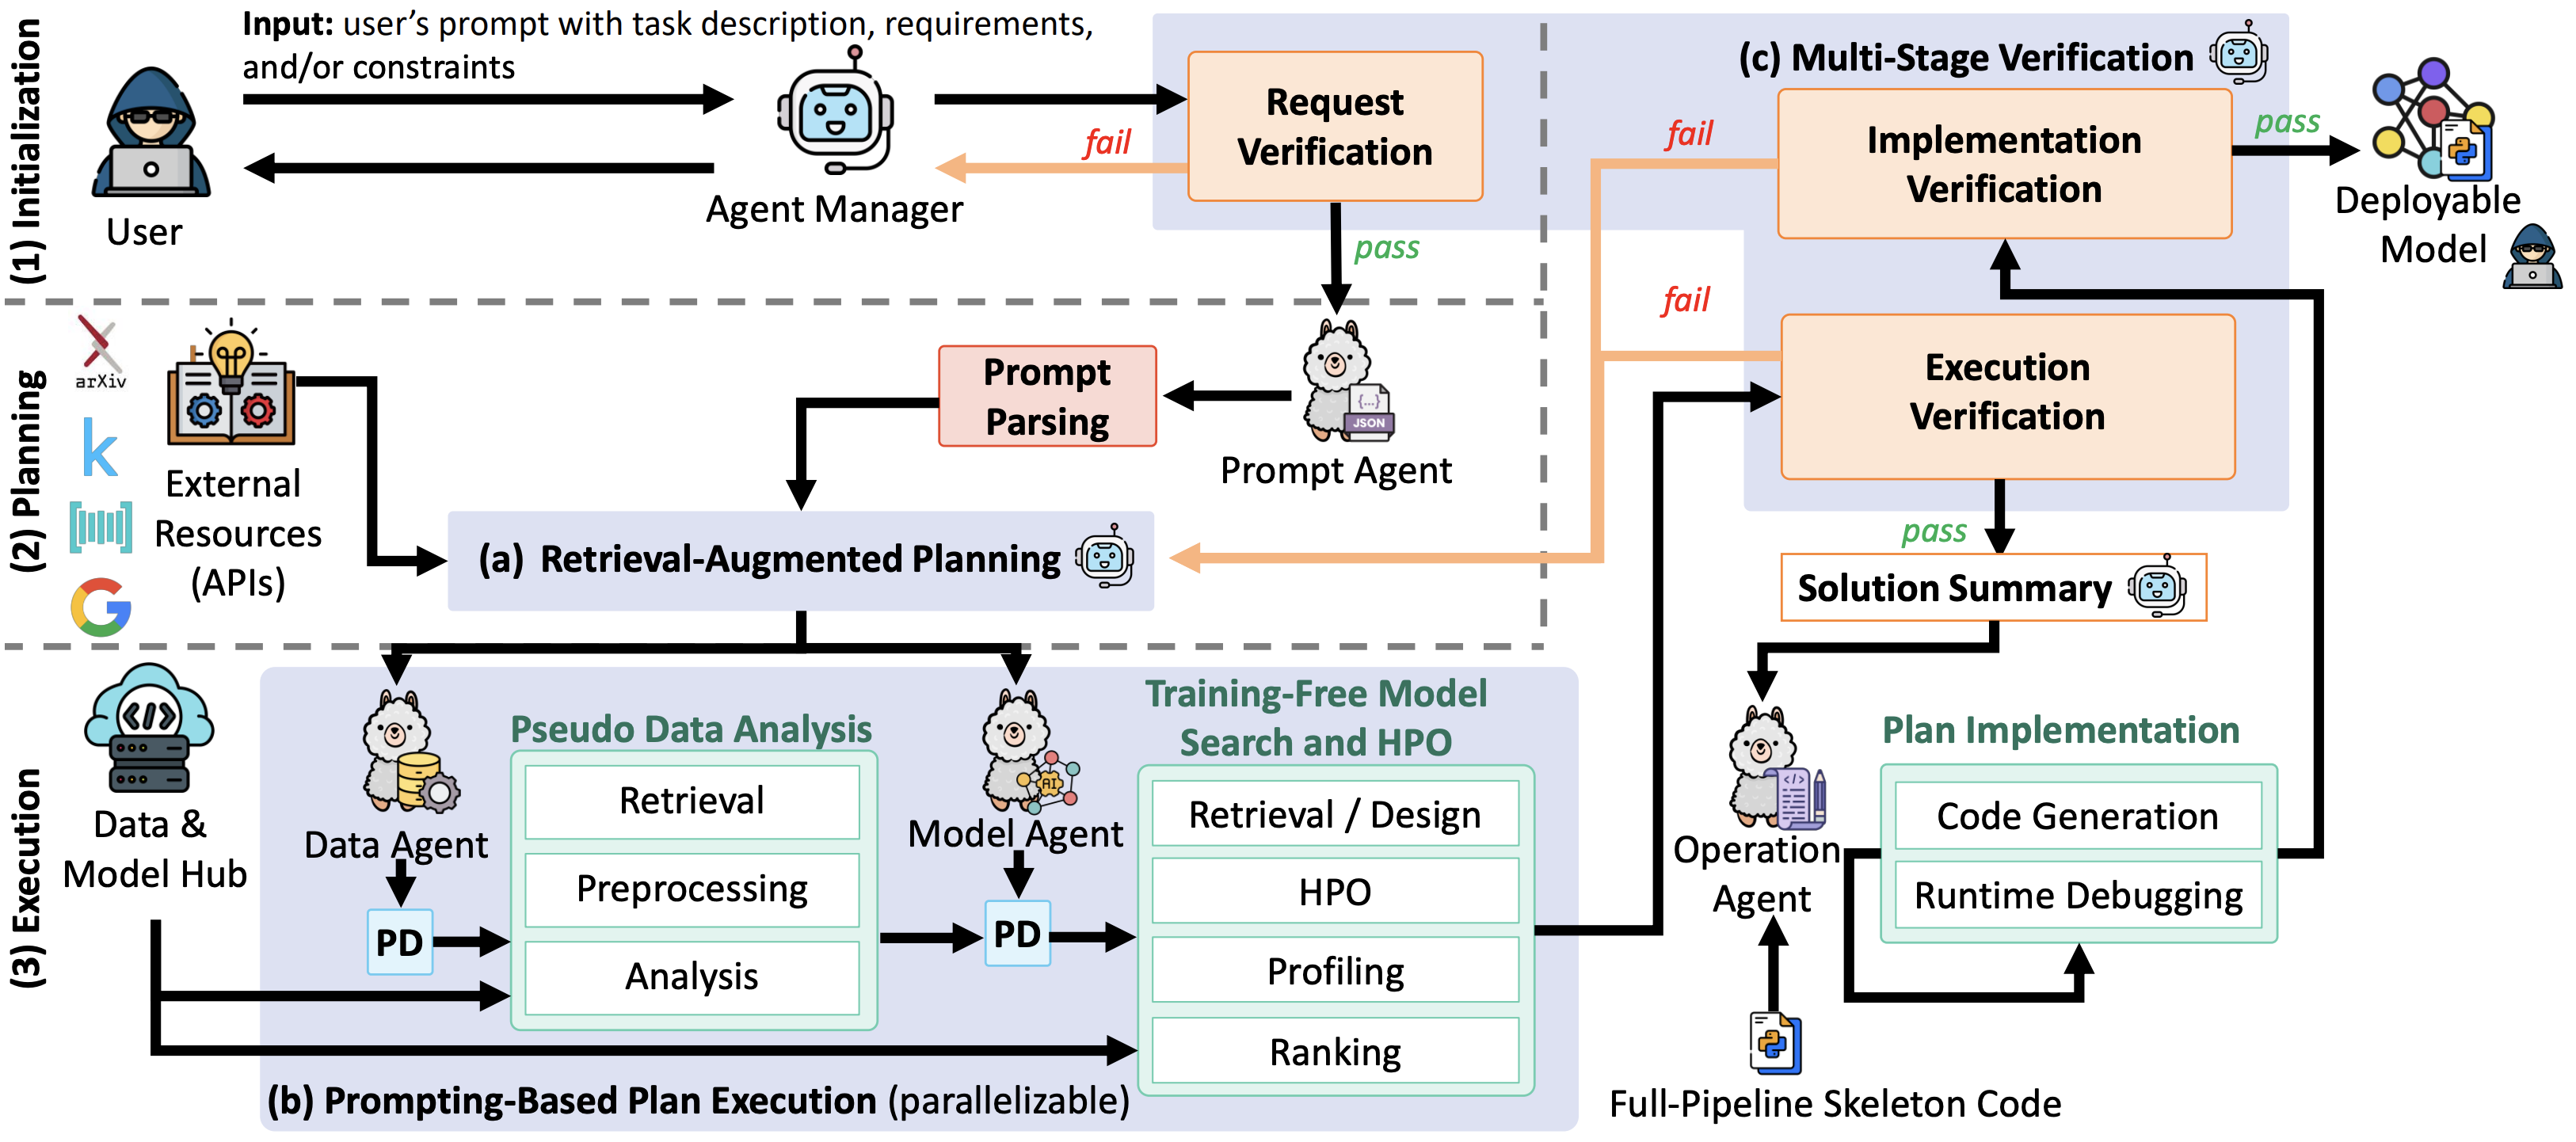 (1) Initialization
Input: user's prompt with task description, requirements,
and/or constraints
User
Agent Manager
fail
Request
Verification
pass
(c) Multi-Stage Verification
fail
Implementation
Verification
pass
Deployable
Model
(2) Planning
arXiv
k
G
External
Resources
(APIs)
Prompt
Parsing
{...}
JSON
Prompt Agent
(a) Retrieval-Augmented Planning
fail
Execution
Verification
pass
Solution Summary
(3) Execution
</>
Data &
Model Hub
Data Agent
PD
Pseudo Data Analysis
Retrieval
Preprocessing
Analysis
AI
Model Agent
PD
Training-Free Model
Search and HPO
Retrieval / Design
HPO
Profiling
Ranking
(b) Prompting-Based Plan Execution (parallelizable)
</>
Operation
Agent
Plan Implementation
Code Generation
Runtime Debugging
Full-Pipeline Skeleton Code